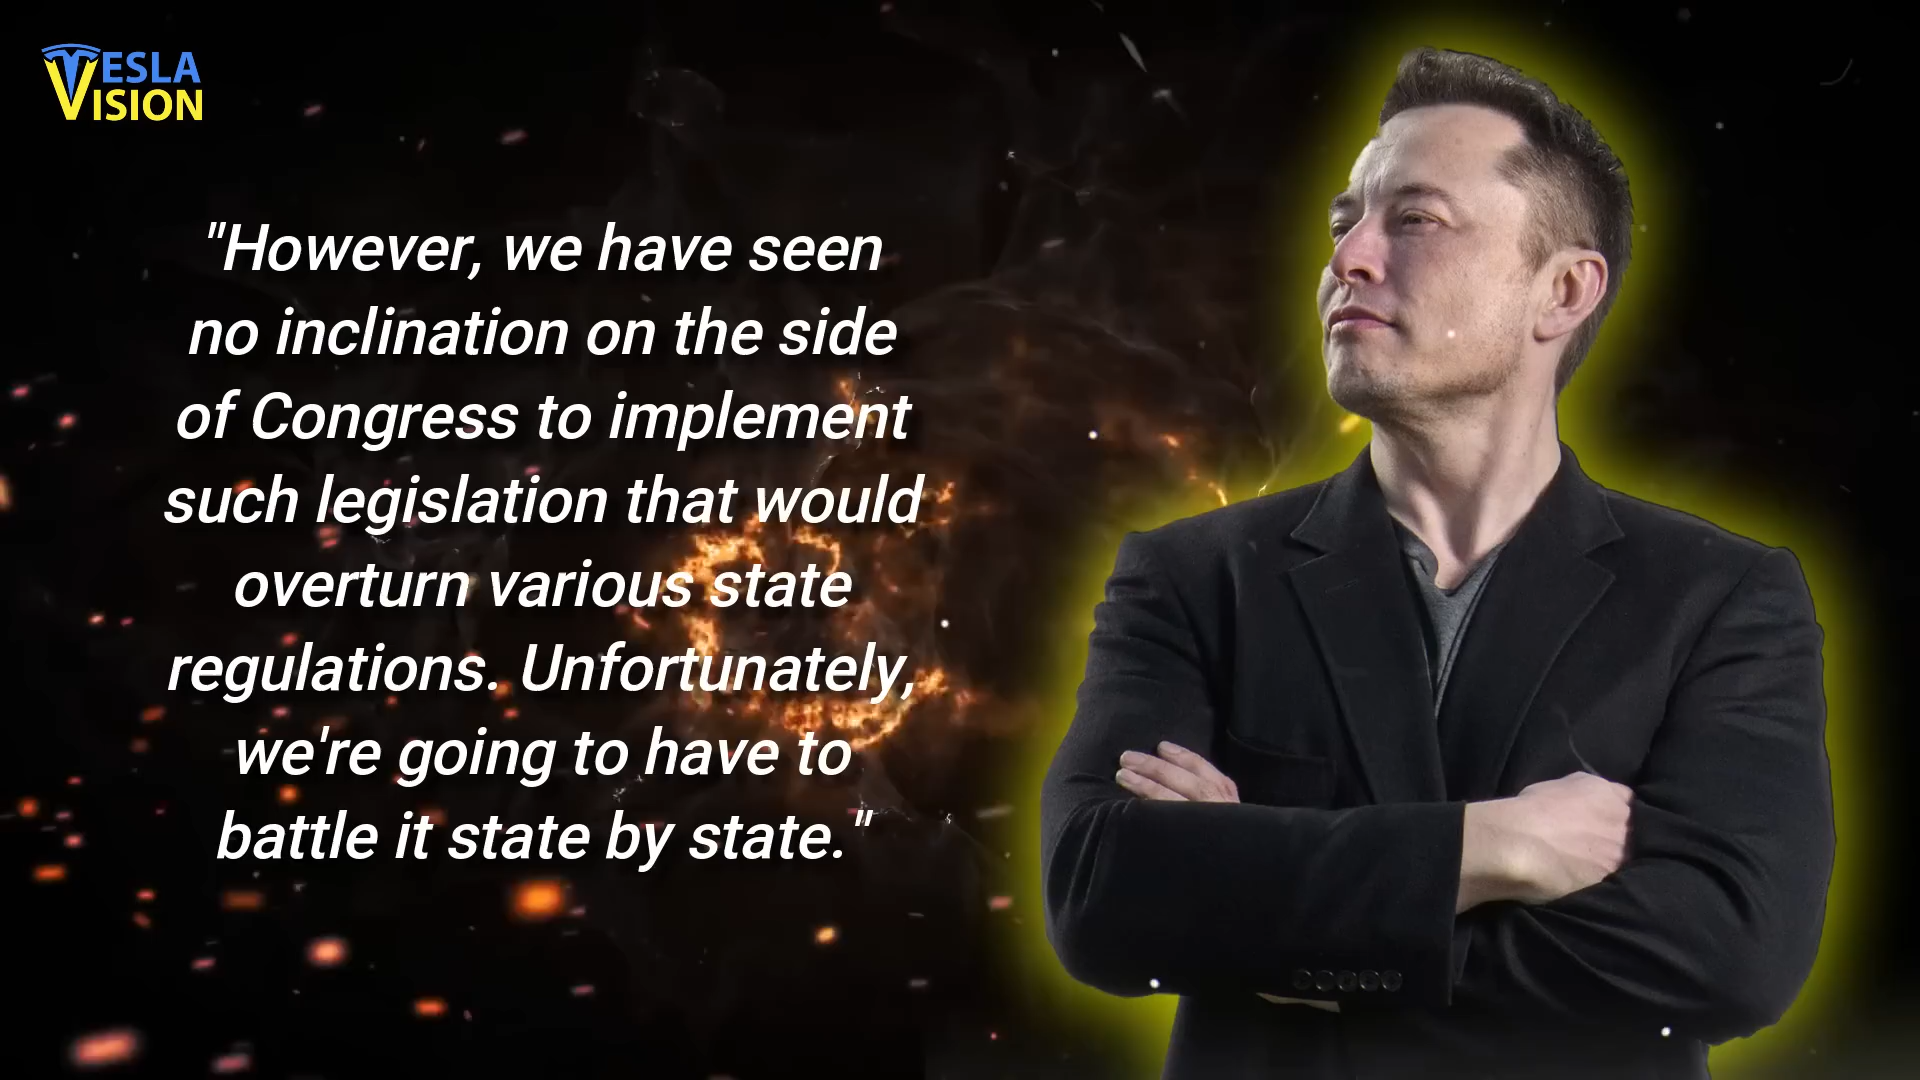 TESLA
VISION
"However, we have seen
no inclination on the side
of Congress to implement
such legislation that would
overturn various state
regulations. Unfortunately,
we're going to have to
battle it state by state."